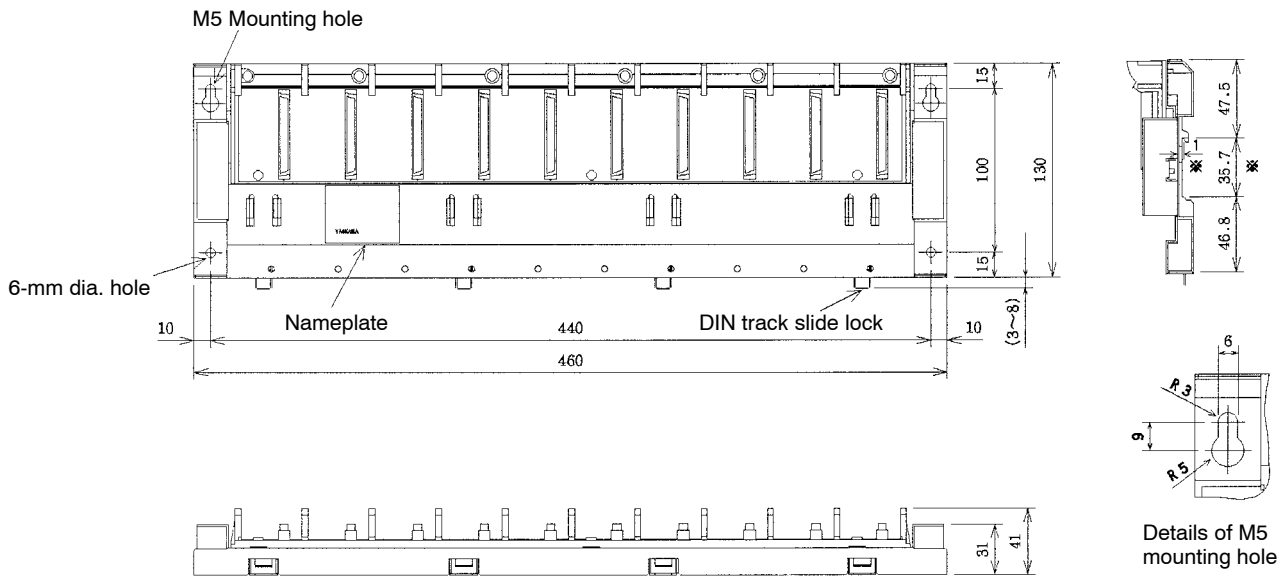 M5 Mounting hole
15
100
130
15
47.5
※ 1
35.7
※
46.8
YASKAWA
6-mm dia. hole
Nameplate
DIN track slide lock
(3~8)
10
440
10
460
6
R 3
9
R 5
Details of M5
mounting hole
31
41